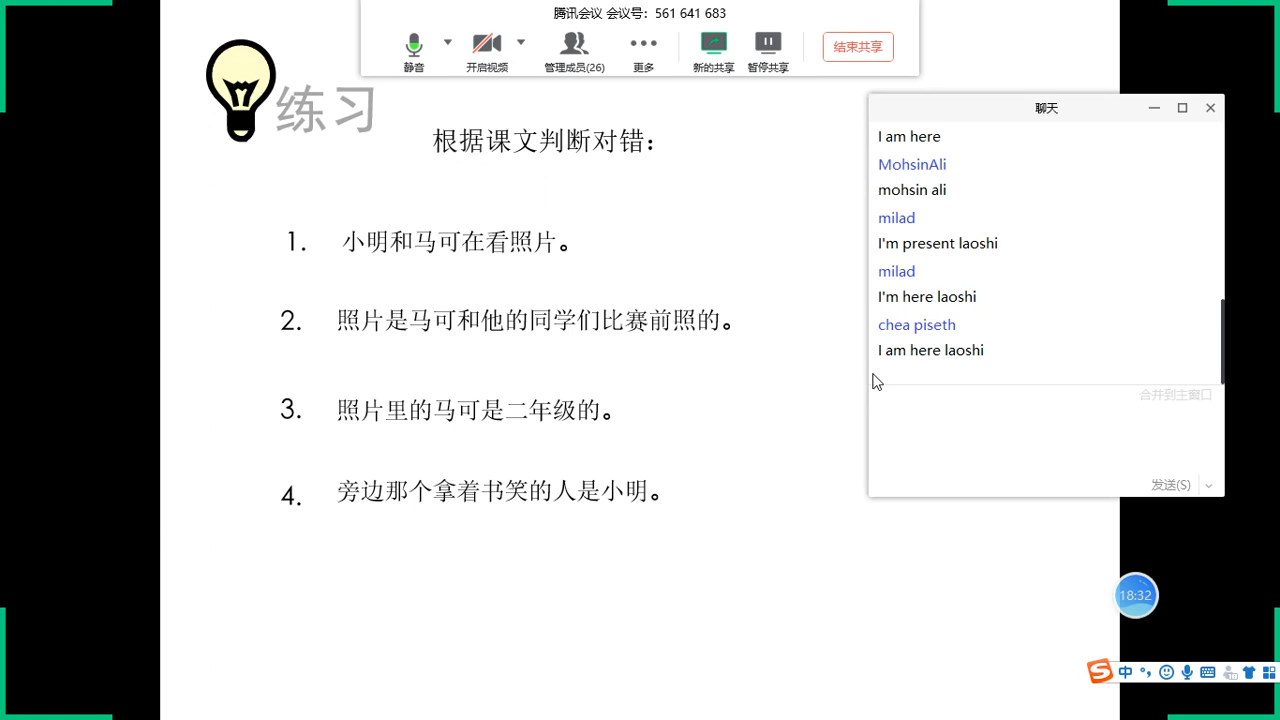 腾讯会议 会议号：561 641 683
静音
开启视频
管理成员(26)
更多
新的共享
暂停共享
结束共享
练习
根据课文判断对错：
1. 小明和马可在看照片。
2. 照片是马可和他的同学们比赛前照的。
3. 照片里的马可是二年级的。
4. 旁边那个拿着书笑的人是小明。
聊天
I am here
MohsinAli
mohsin ali
milad
I'm present laoshi
milad
I'm here laoshi
chea piseth
I am here laoshi
合并到主窗口
发送(S)
18:32
S 中